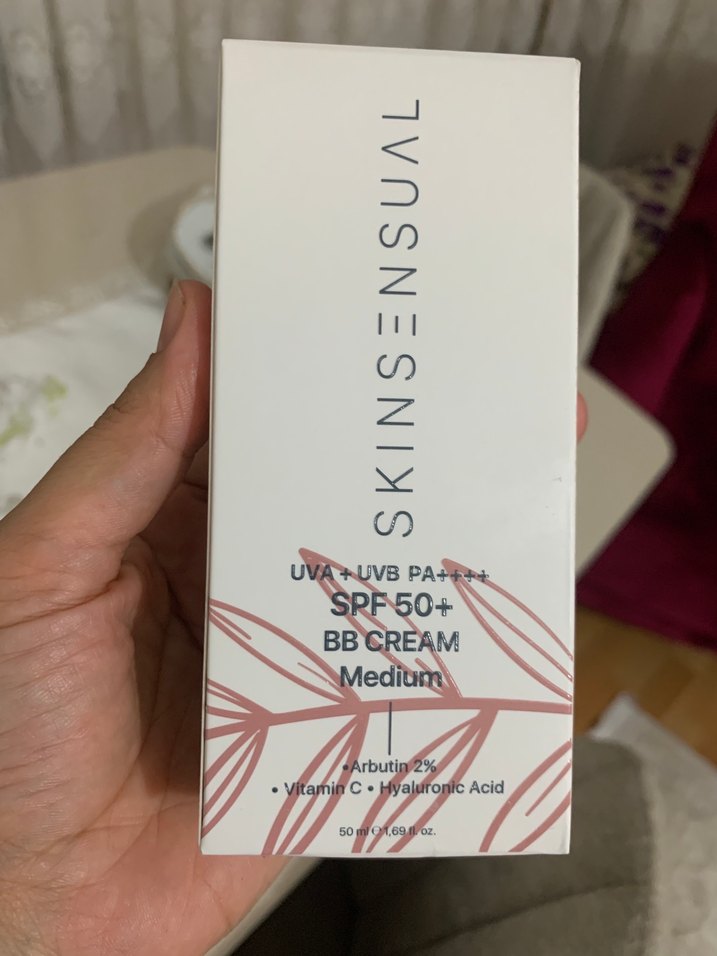 SKINSENSUAL
UVA + UVB PA++++
SPF 50+
BB CREAM
Medium
•Arbutin 2%
• Vitamin C • Hyaluronic Acid
50 ml ℮ 1,69 fl. oz.